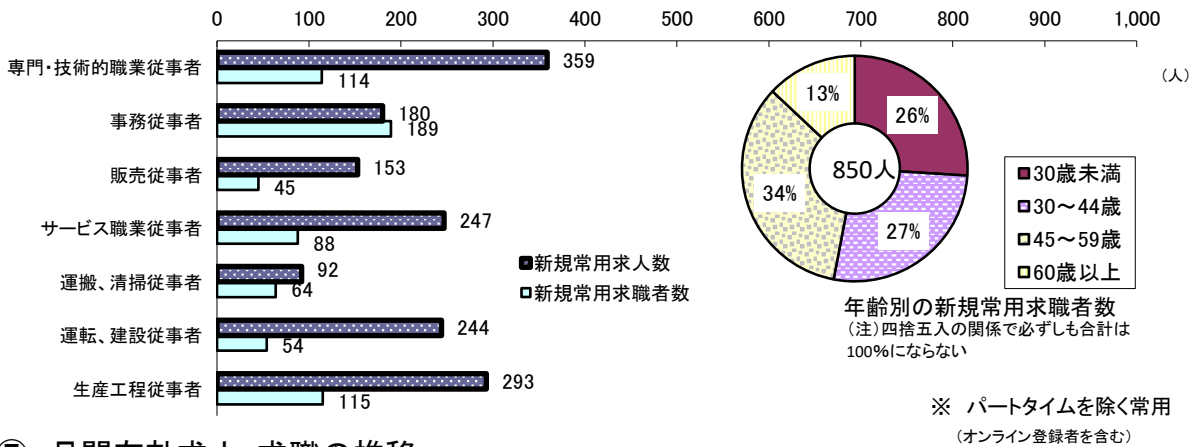 0 100 200 300 400 500 600 700 800 900 1,000
(人)
専門・技術的職業従事者 359
114
事務従事者 180
189
販売従事者 153
45
サービス職業従事者 247
88
運搬、清掃従事者 92
64
運転、建設従事者 244
54
生産工程従事者 293
115
■新規常用求人数
□新規常用求職者数
13%
26%
34%
27%
850人
■30歳未満
30～44歳
45～59歳
60歳以上
年齢別の新規常用求職者数
(注)四捨五入の関係で必ずしも合計は
100%にならない
※ パートタイムを除く常用
(オンライン登録者を含む)